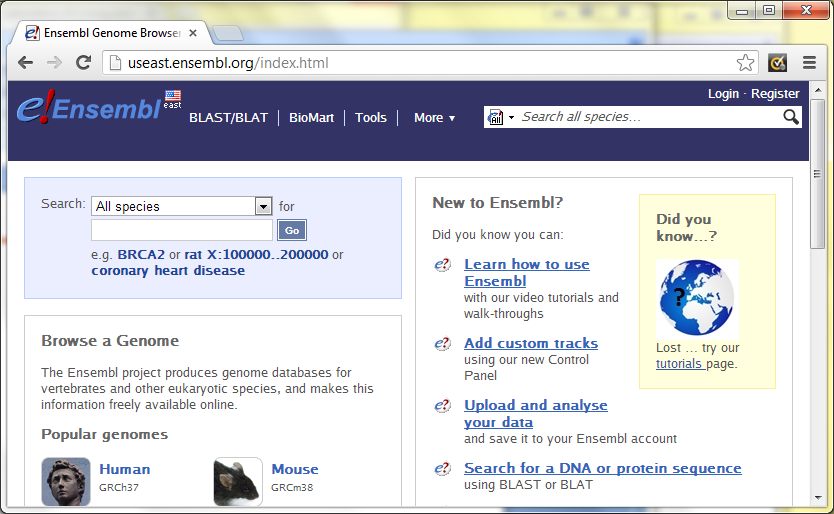 Ensembl Genome Browser
useast.ensembl.org/index.html
Login · Register
e!Ensembl east
BLAST/BLAT | BioMart | Tools | More ▼
All Search all species...
Search: All species for
Go
e.g. BRCA2 or rat X:100000..200000 or
coronary heart disease
Browse a Genome
The Ensembl project produces genome databases for
vertebrates and other eukaryotic species, and makes this
information freely available online.
Popular genomes
Human
GRCh37
Mouse
GRCm38
New to Ensembl?
Did you know you can:
e? Learn how to use
Ensembl
with our video tutorials and
walk-throughs
e? Add custom tracks
using our new Control
Panel
e? Upload and analyse
your data
and save it to your Ensembl account
e? Search for a DNA or protein sequence
using BLAST or BLAT
Did you
know...?
?
Lost ... try our
tutorials page.